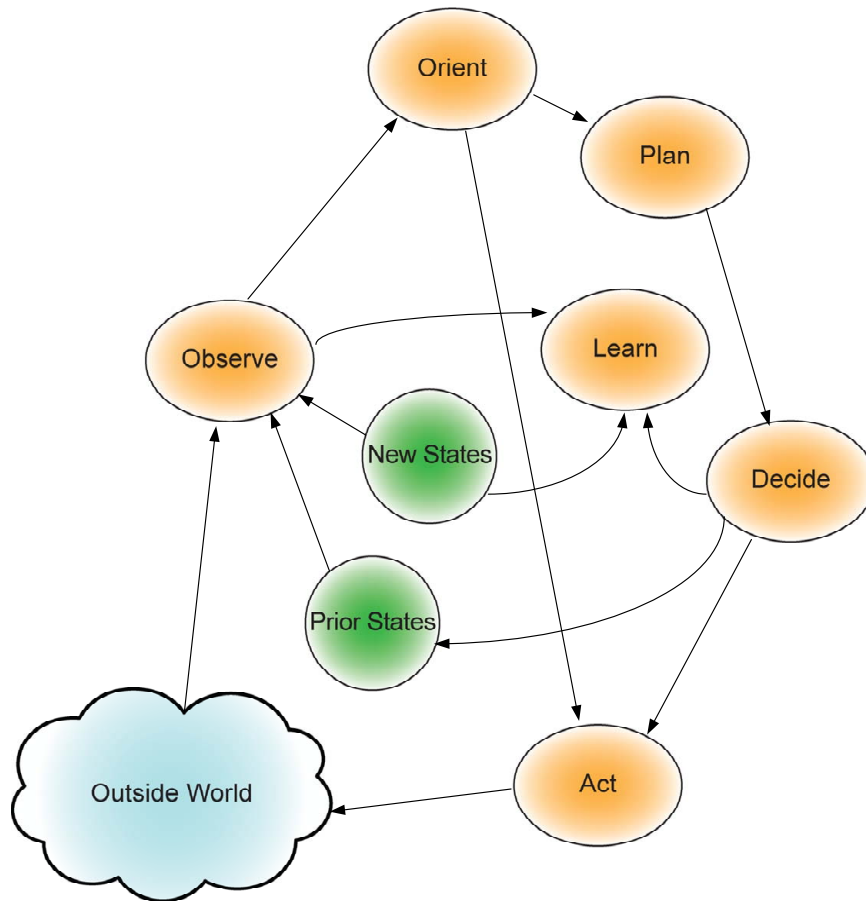 Orient
Plan
Observe
Learn
New States
Decide
Prior States
Outside World
Act